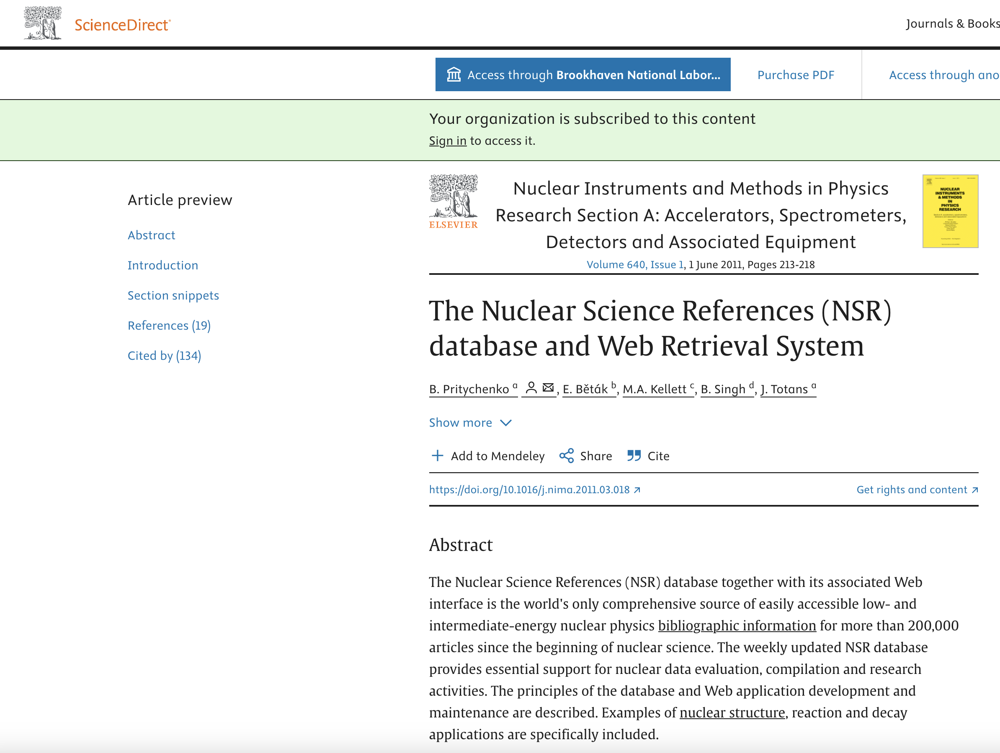 ScienceDirect®
Journals & Books
Access through Brookhaven National Labor...
Purchase PDF
Access through ano
Your organization is subscribed to this content
Sign in to access it.
Article preview
Abstract
Introduction
Section snippets
References (19)
Cited by (134)
NON SOLUS
ELSEVIER
Nuclear Instruments and Methods in Physics
Research Section A: Accelerators, Spectrometers,
Detectors and Associated Equipment
Volume 640, Issue 1, 1 June 2011, Pages 213-218
NUCLEAR
INSTRUMENTS
& METHODS
IN
PHYSICS
RESEARCH
The Nuclear Science References (NSR)
database and Web Retrieval System
B. Pritychenko a, E. Běták b, M.A. Kellett c, B. Singh d, J. Totans a
Show more
Add to Mendeley
Share
Cite
https://doi.org/10.1016/j.nima.2011.03.018
Get rights and content
Abstract
The Nuclear Science References (NSR) database together with its associated Web
interface is the world's only comprehensive source of easily accessible low- and
intermediate-energy nuclear physics bibliographic information for more than 200,000
articles since the beginning of nuclear science. The weekly updated NSR database
provides essential support for nuclear data evaluation, compilation and research
activities. The principles of the database and Web application development and
maintenance are described. Examples of nuclear structure, reaction and decay
applications are specifically included.